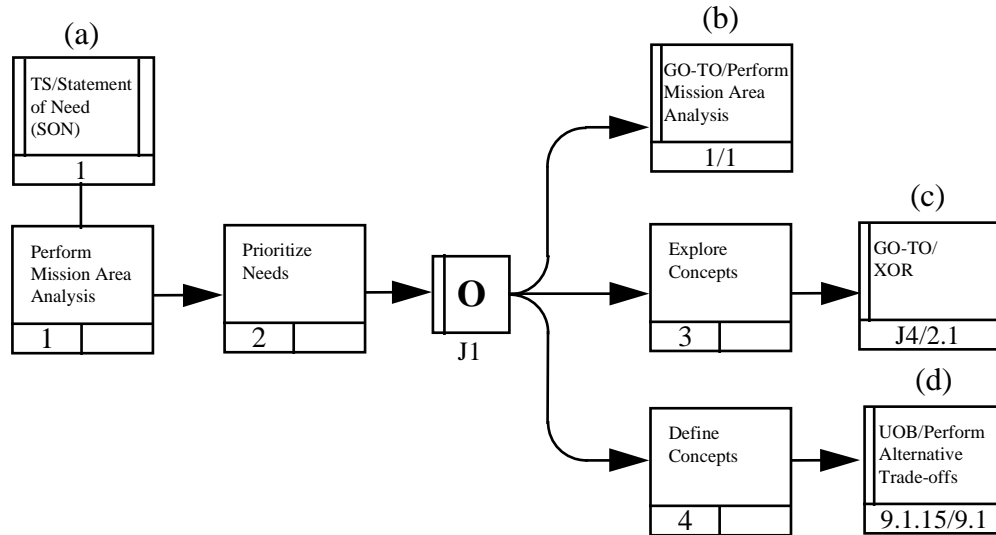 (a)
TS/Statement
of Need
(SON)
1
Perform
Mission Area
Analysis
1
Prioritize
Needs
2
O
J1
(b)
GO-TO/Perform
Mission Area
Analysis
1/1
Explore
Concepts
3
(c)
GO-TO/
XOR
J4/2.1
Define
Concepts
4
(d)
UOB/Perform
Alternative
Trade-offs
9.1.15/9.1